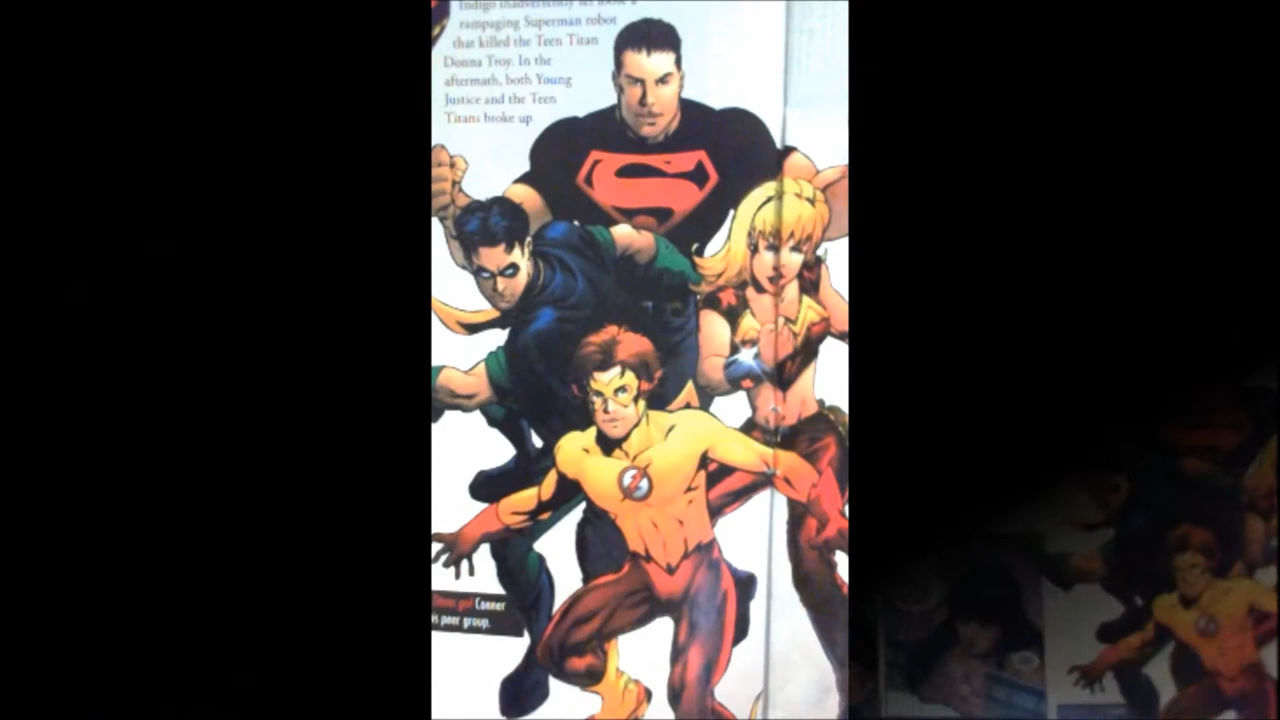 Indigo inadvertently set loose a
rampaging Superman robot
that killed the Teen Titan
Donna Troy. In the
aftermath, both Young
Justice and the Teen
Titans broke up.
S
Conner
peer group.